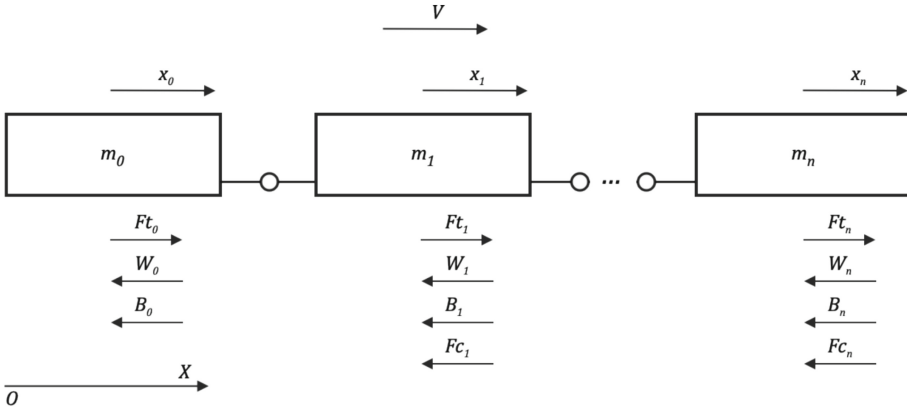 V
x₀ x₁ xₙ
m₀ m₁ mₙ
...
Ft₀ Ft₁ Ftₙ
W₀ W₁ Wₙ
B₀ B₁ Bₙ
Fc₁ Fcₙ
X
O